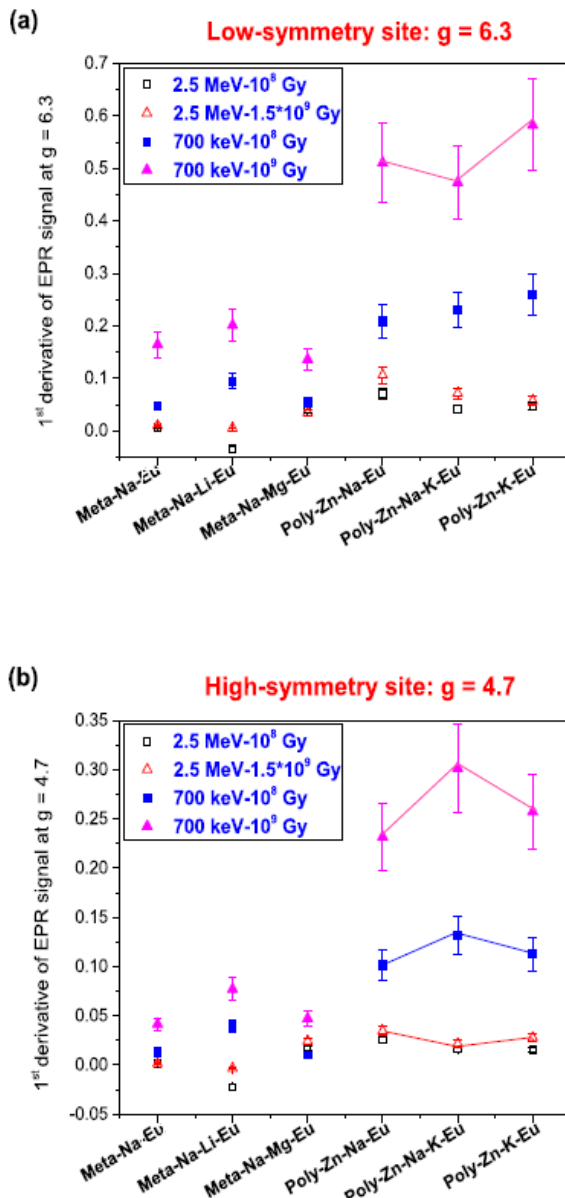 (a)
Low-symmetry site: g = 6.3
1st derivative of EPR signal at g = 6.3
0.7
0.6
0.5
0.4
0.3
0.2
0.1
0.0
2.5 MeV-10⁸ Gy
2.5 MeV-1.5*10⁹ Gy
700 keV-10⁸ Gy
700 keV-10⁹ Gy
Meta-Na-Eu
Meta-Na-Li-Eu
Meta-Na-Mg-Eu
Poly-Zn-Na-Eu
Poly-Zn-Na-K-Eu
Poly-Zn-K-Eu
(b)
High-symmetry site: g = 4.7
1st derivative of EPR signal at g = 4.7
0.35
0.30
0.25
0.20
0.15
0.10
0.05
0.00
-0.05
2.5 MeV-10⁸ Gy
2.5 MeV-1.5*10⁹ Gy
700 keV-10⁸ Gy
700 keV-10⁹ Gy
Meta-Na-Eu
Meta-Na-Li-Eu
Meta-Na-Mg-Eu
Poly-Zn-Na-Eu
Poly-Zn-Na-K-Eu
Poly-Zn-K-Eu